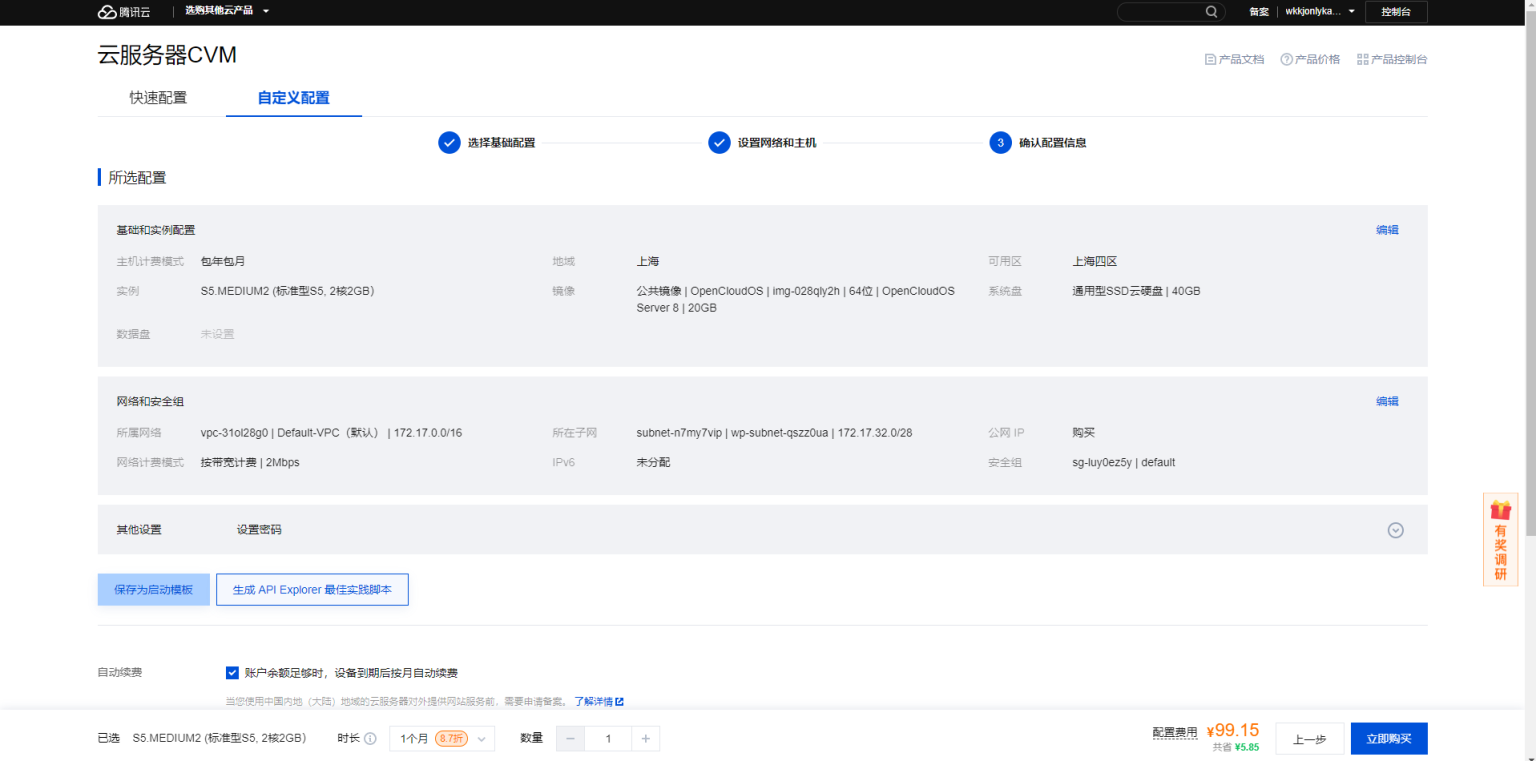 腾讯云 选购其他云产品 备案 wkkjonlyka... 控制台
云服务器CVM 产品文档 产品价格 产品控制台
快速配置 自定义配置
选择基础配置 设置网络和主机 3 确认配置信息
所选配置
基础和实例配置 编辑
主机计费模式 包年包月 地域 上海 可用区 上海四区
实例 S5.MEDIUM2 (标准型S5, 2核2GB) 镜像 公共镜像 | OpenCloudOS | img-028qly2h | 64位 | OpenCloudOS 系统盘 通用型SSD云硬盘 | 40GB
Server 8 | 20GB
数据盘 未设置
网络和安全组 编辑
所属网络 vpc-31ol28g0 | Default-VPC（默认） | 172.17.0.0/16 所在子网 subnet-n7my7vip | wp-subnet-qszz0ua | 172.17.32.0/28 公网 IP 购买
网络计费模式 按带宽计费 | 2Mbps IPv6 未分配 安全组 sg-luy0ez5y | default
其他设置 设置密码
有奖调研
保存为启动模板 生成 API Explorer 最佳实践脚本
自动续费 账户余额足够时，设备到期后按月自动续费
当您使用中国内地（大陆）地域的云服务器对外提供网站服务前，需要申请备案。 了解详情
已选 S5.MEDIUM2 (标准型S5, 2核2GB) 时长 1个月 8.7折 数量 1 配置费用 ¥99.15 上一步 立即购买
共省 ¥5.85